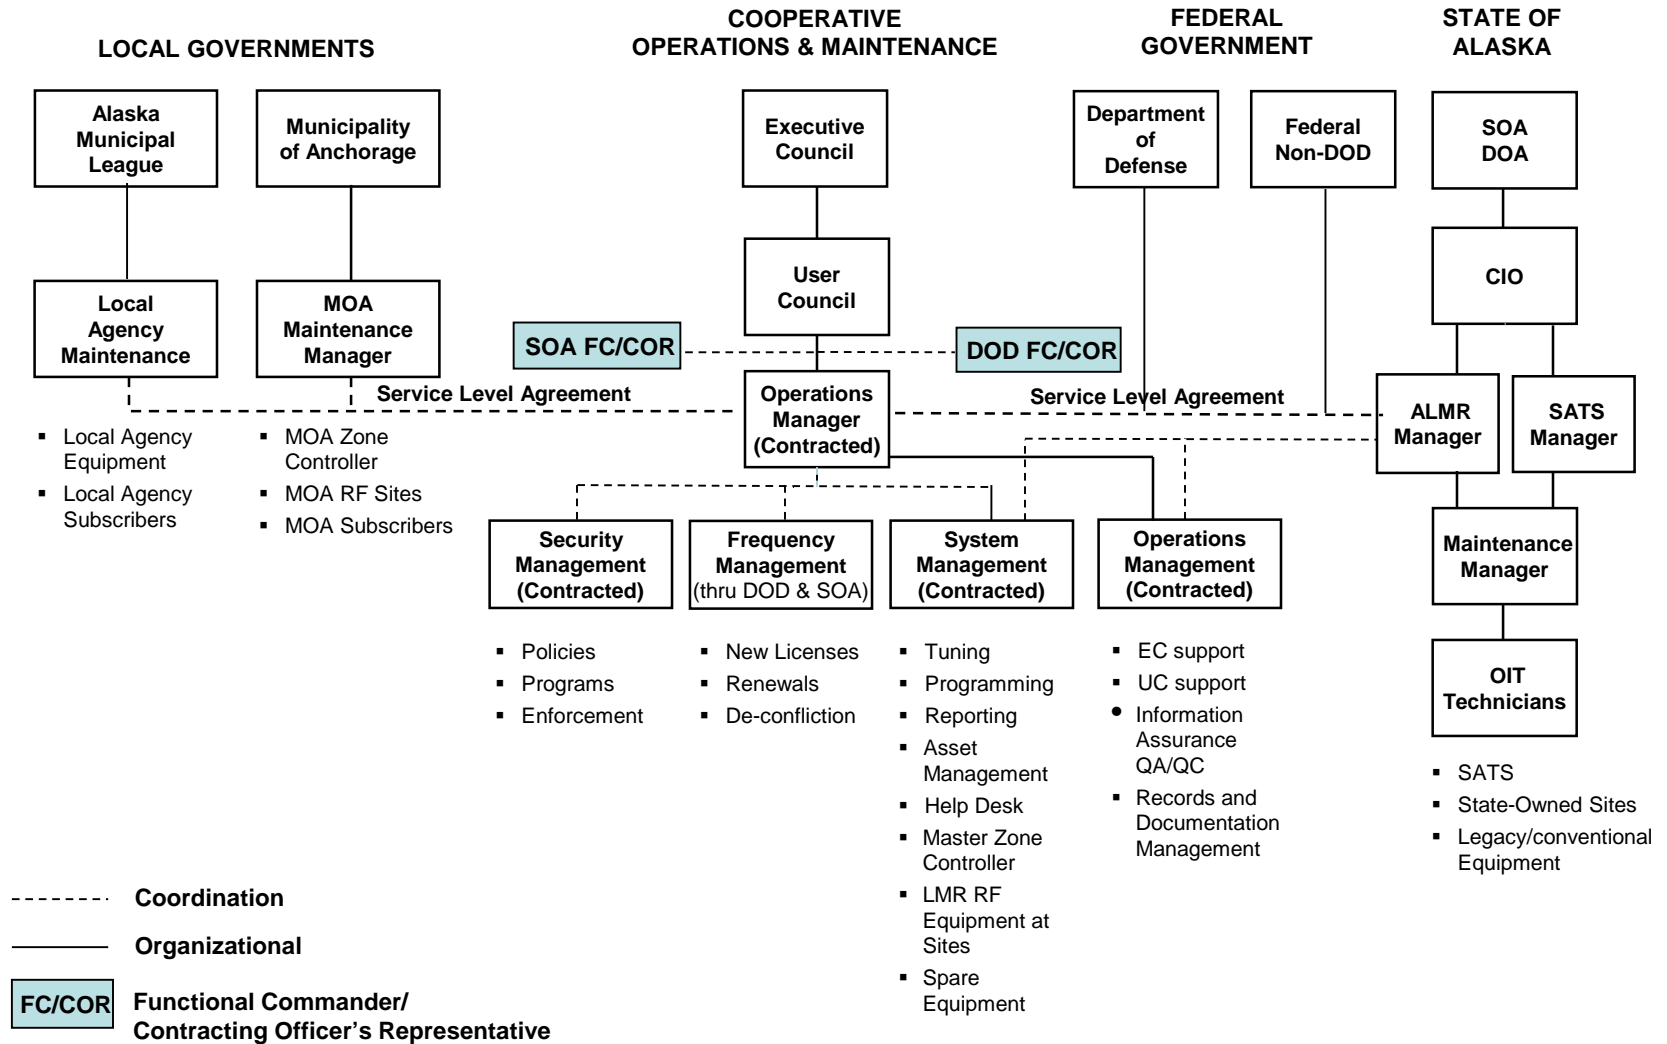 LOCAL GOVERNMENTS
COOPERATIVE
OPERATIONS & MAINTENANCE
FEDERAL
GOVERNMENT
STATE OF
ALASKA
Alaska
Municipal
League
Municipality
of Anchorage
Executive
Council
Department
of
Defense
Federal
Non-DOD
SOA
DOA
User
Council
CIO
Local
Agency
Maintenance
MOA
Maintenance
Manager
SOA FC/COR
DOD FC/COR
Service Level Agreement
Operations
Manager
(Contracted)
Service Level Agreement
ALMR
Manager
SATS
Manager
▪ Local Agency
Equipment
▪ Local Agency
Subscribers
▪ MOA Zone
Controller
▪ MOA RF Sites
▪ MOA Subscribers
Security
Management
(Contracted)
Frequency
Management
(thru DOD & SOA)
System
Management
(Contracted)
Operations
Management
(Contracted)
Maintenance
Manager
▪ Policies
▪ Programs
▪ Enforcement
▪ New Licenses
▪ Renewals
▪ De-confliction
▪ Tuning
▪ Programming
▪ Reporting
▪ Asset
Management
▪ Help Desk
▪ Master Zone
Controller
▪ LMR RF
Equipment at
Sites
▪ Spare
Equipment
▪ EC support
▪ UC support
• Information
Assurance
QA/QC
▪ Records and
Documentation
Management
OIT
Technicians
▪ SATS
▪ State-Owned Sites
▪ Legacy/conventional
Equipment
Coordination
Organizational
FC/COR
Functional Commander/
Contracting Officer's Representative